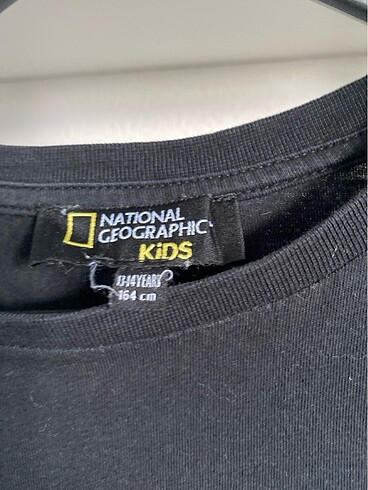 NATIONAL
GEOGRAPHIC
KiDS
13-14YEARS
164 cm